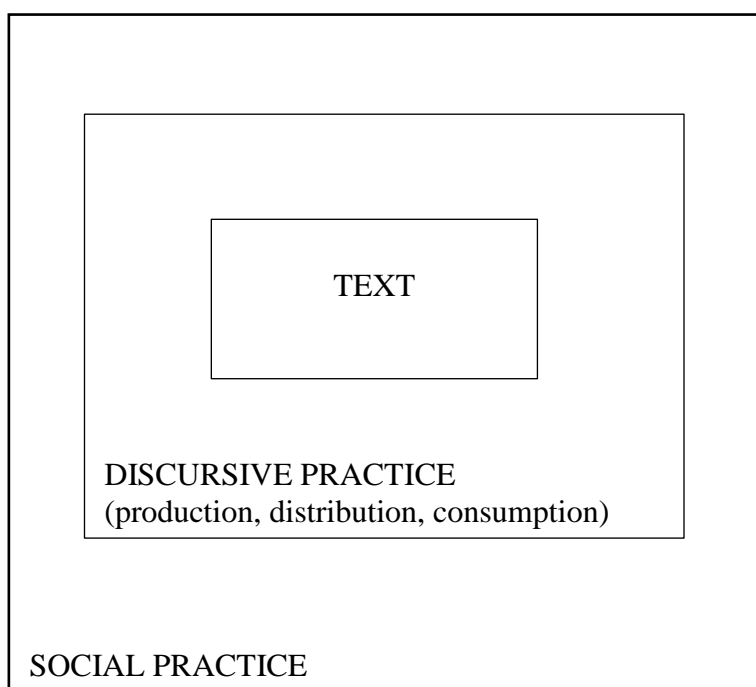 TEXT
DISCURSIVE PRACTICE
(production, distribution, consumption)
SOCIAL PRACTICE